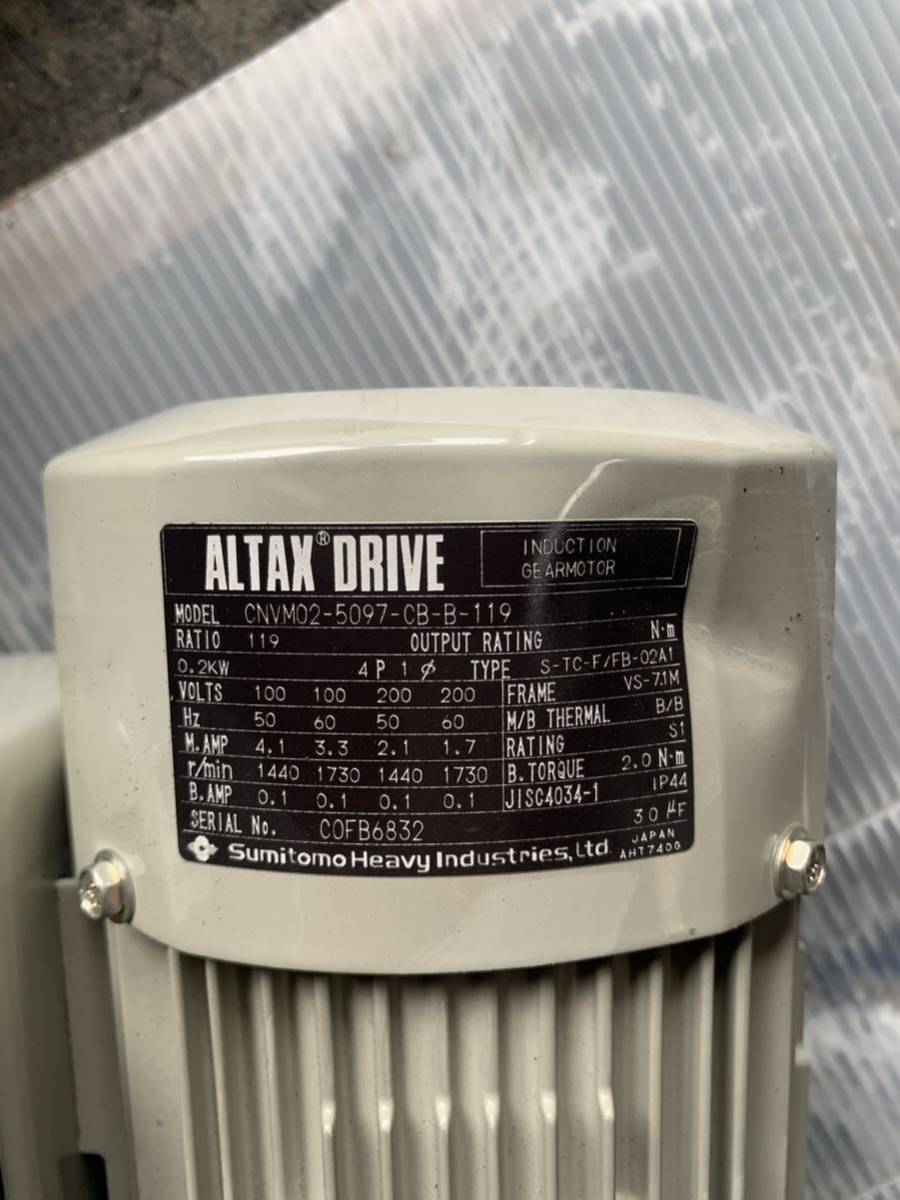 ALTAX® DRIVE
INDUCTION
GEARMOTOR
MODEL CNVM02-5097-CB-B-119
RATIO 119 OUTPUT RATING N·m
0.2KW 4P 1φ TYPE S-TC-F/FB-02A1
VOLTS 100 100 200 200 FRAME VS-71M
Hz 50 60 50 60 M/B THERMAL B/B
M.AMP 4.1 3.3 2.1 1.7 RATING S1
r/min 1440 1730 1440 1730 B.TORQUE 2.0 N·m
B.AMP 0.1 0.1 0.1 0.1 JISC4034-1 IP44
SERIAL No. C0FB6832 30 μF
Sumitomo Heavy Industries, Ltd. JAPAN
AHT740G